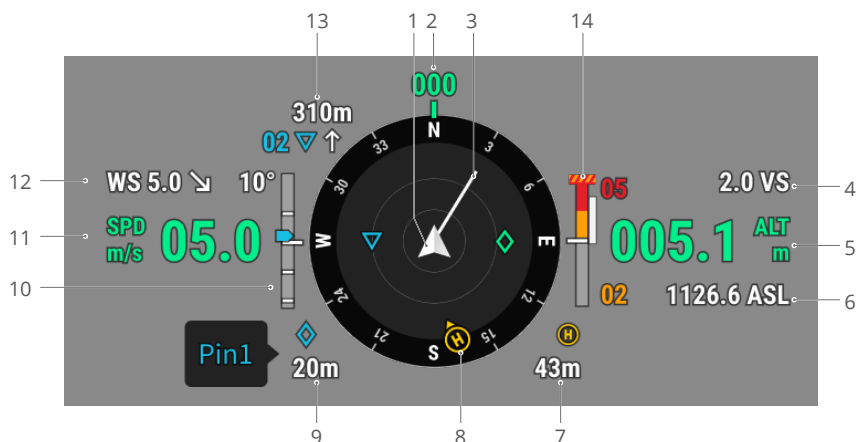 13 1 2 3 14
000
310m
02
N
33 3
30 6
12 WS 5.0 10° 05 2.0 VS 4
11 SPD m/s 05.0 W E 005.1 ALT m 5
10 24 12 02 1126.6 ASL 6
21 15
Pin1 S H H
20m 43m
9 8 7